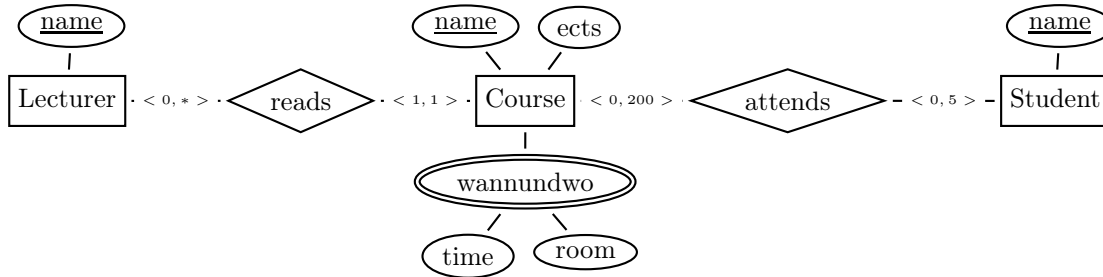 name name ects name
Lecturer < 0, ∗ > reads < 1, 1 > Course < 0, 200 > attends < 0, 5 > Student
wannundwo
time room